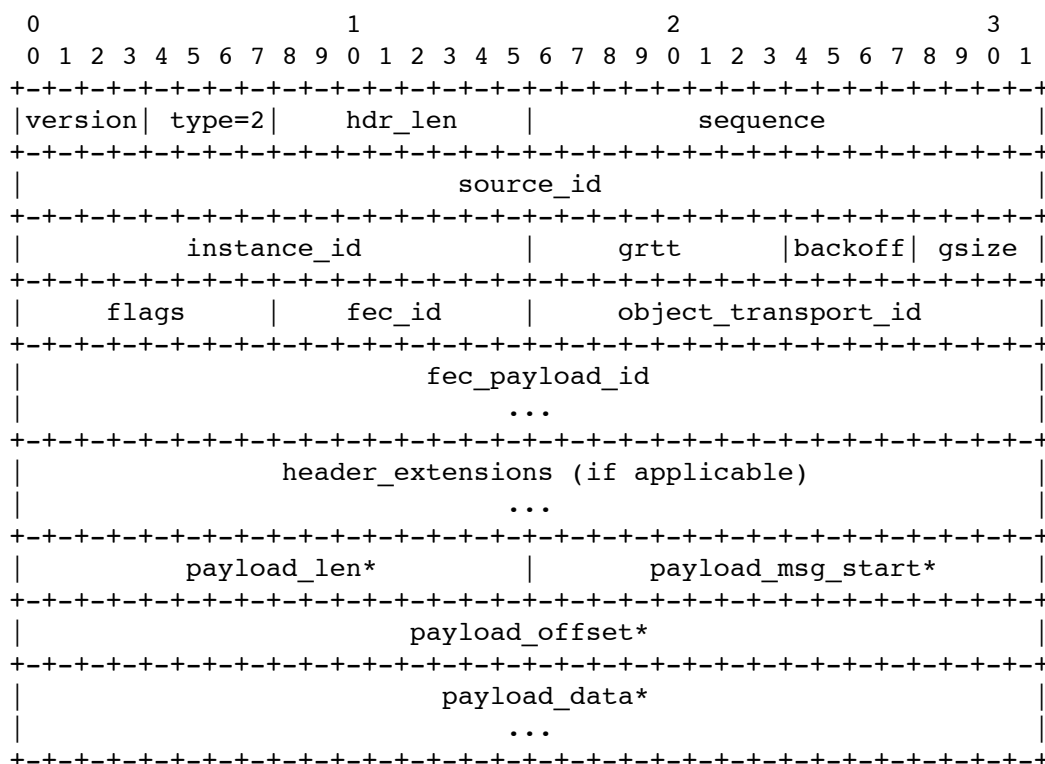 0                   1                   2                   3
 0 1 2 3 4 5 6 7 8 9 0 1 2 3 4 5 6 7 8 9 0 1 2 3 4 5 6 7 8 9 0 1
+-+-+-+-+-+-+-+-+-+-+-+-+-+-+-+-+-+-+-+-+-+-+-+-+-+-+-+-+-+-+-+-+
|version| type=2|    hdr_len    |          sequence             |
+-+-+-+-+-+-+-+-+-+-+-+-+-+-+-+-+-+-+-+-+-+-+-+-+-+-+-+-+-+-+-+-+
|                           source_id                           |
+-+-+-+-+-+-+-+-+-+-+-+-+-+-+-+-+-+-+-+-+-+-+-+-+-+-+-+-+-+-+-+-+
|          instance_id          |     grtt      |backoff| gsize |
+-+-+-+-+-+-+-+-+-+-+-+-+-+-+-+-+-+-+-+-+-+-+-+-+-+-+-+-+-+-+-+-+
|     flags     |    fec_id     |     object_transport_id       |
+-+-+-+-+-+-+-+-+-+-+-+-+-+-+-+-+-+-+-+-+-+-+-+-+-+-+-+-+-+-+-+-+
|                         fec_payload_id                        |
|                              ...                              |
+-+-+-+-+-+-+-+-+-+-+-+-+-+-+-+-+-+-+-+-+-+-+-+-+-+-+-+-+-+-+-+-+
|                header_extensions (if applicable)              |
|                              ...                              |
+-+-+-+-+-+-+-+-+-+-+-+-+-+-+-+-+-+-+-+-+-+-+-+-+-+-+-+-+-+-+-+-+
|          payload_len*         |       payload_msg_start*      |
+-+-+-+-+-+-+-+-+-+-+-+-+-+-+-+-+-+-+-+-+-+-+-+-+-+-+-+-+-+-+-+-+
|                        payload_offset*                        |
+-+-+-+-+-+-+-+-+-+-+-+-+-+-+-+-+-+-+-+-+-+-+-+-+-+-+-+-+-+-+-+-+
|                          payload_data*                        |
|                              ...                              |
+-+-+-+-+-+-+-+-+-+-+-+-+-+-+-+-+-+-+-+-+-+-+-+-+-+-+-+-+-+-+-+-+